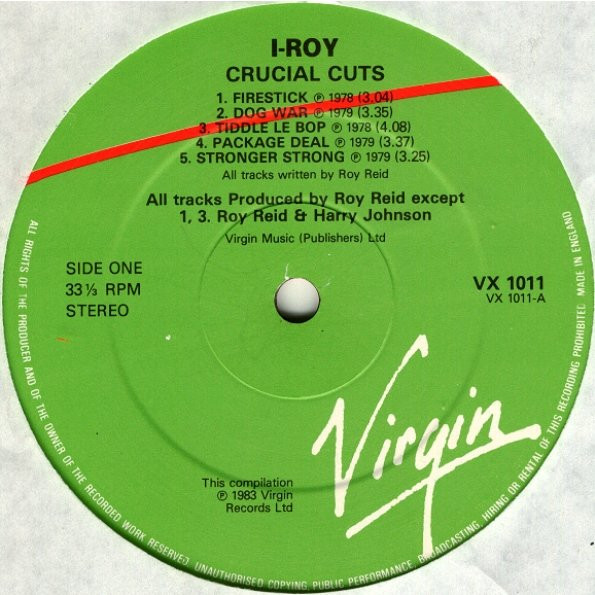 I-ROY
CRUCIAL CUTS
1. FIRESTICK ℗ 1978 (3.04)
2. DOG WAR ℗ 1979 (3.35)
3. TIDDLE LE BOP ℗ 1978 (4.08)
4. PACKAGE DEAL ℗ 1979 (3.37)
5. STRONGER STRONG ℗ 1979 (3.25)
All tracks written by Roy Reid
All tracks Produced by Roy Reid except
1, 3. Roy Reid & Harry Johnson
Virgin Music (Publishers) Ltd
SIDE ONE
33⅓ RPM
STEREO
VX 1011
VX 1011-A
Virgin
This compilation
℗ 1983 Virgin
Records Ltd
ALL RIGHTS OF THE PRODUCER AND OF THE OWNER OF THE RECORDED WORK RESERVED. UNAUTHORISED COPYING, PUBLIC PERFORMANCE, BROADCASTING, HIRING OR RENTAL OF THIS RECORDING PROHIBITED. MADE IN ENGLAND